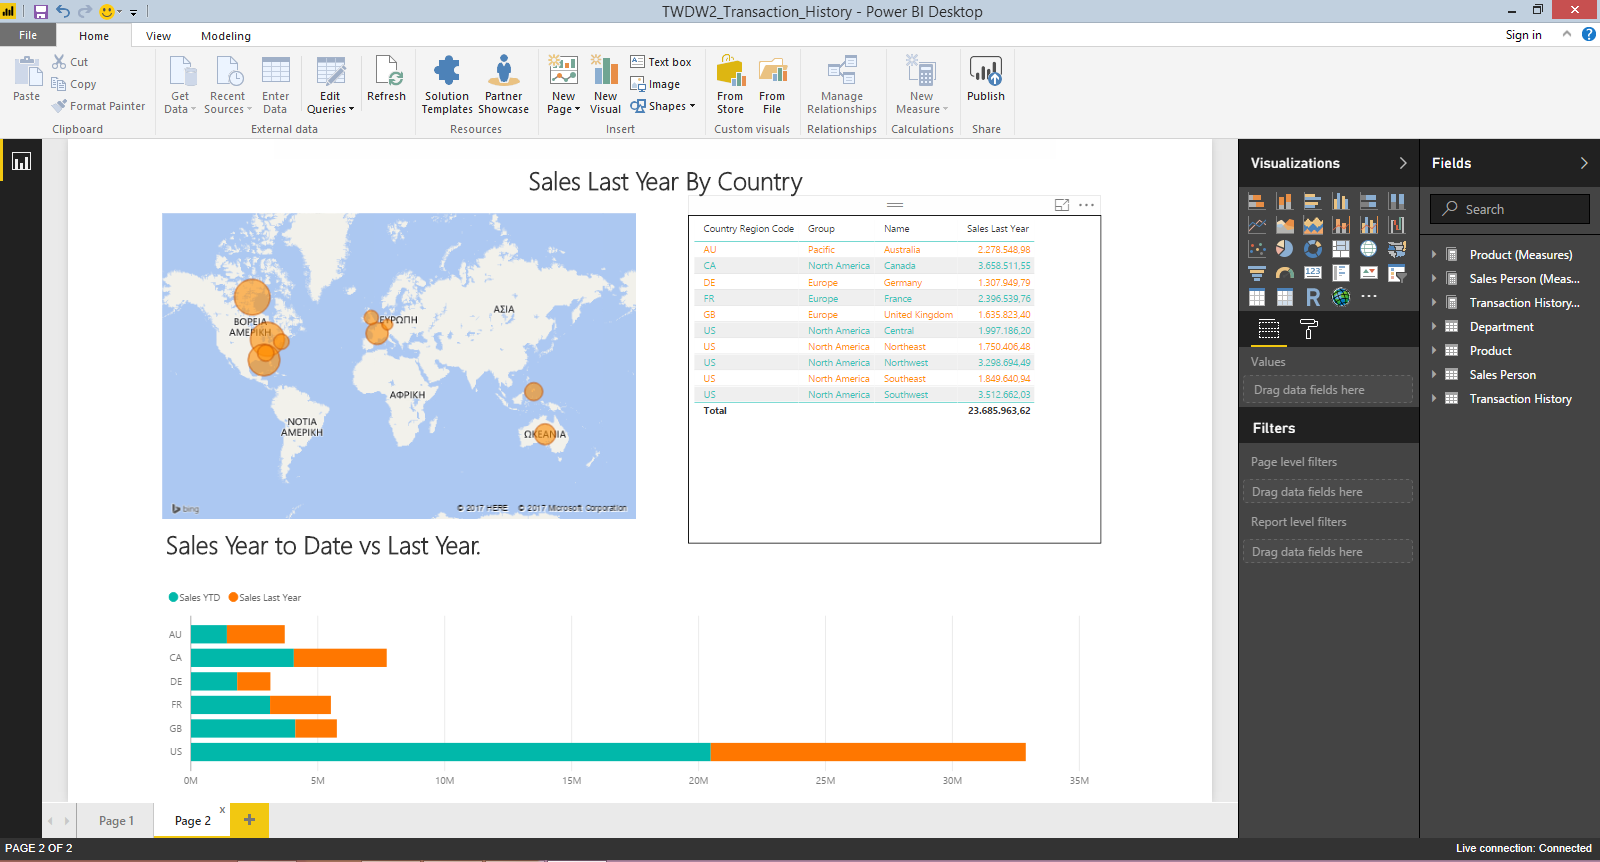 TWDW2_Transaction_History - Power BI Desktop
File
Home
View
Modeling
Sign in
Paste
Cut
Copy
Format Painter
Clipboard
Get Data
Recent Sources
Enter Data
External data
Edit Queries
Refresh
Solution Templates
Partner Showcase
Resources
New Page
New Visual
Text box
Image
Shapes
Insert
From Store
From File
Custom visuals
Manage Relationships
Relationships
New Measure
Calculations
Publish
Share
Sales Last Year By Country
ΒΟΡΕΙΑ
ΑΜΕΡΙΚΗ
ΕΥΡΩΠΗ
ΑΣΙΑ
ΑΦΡΙΚΗ
ΝΟΤΙΑ
ΑΜΕΡΙΚΗ
ΩΚΕΑΝΙΑ
bing
© 2017 HERE © 2017 Microsoft Corporation
Country Region Code Group Name Sales Last Year
AU Pacific Australia 2.278.548,98
CA North America Canada 3.658.511,55
DE Europe Germany 1.307.949,79
FR Europe France 2.396.539,76
GB Europe United Kingdom 1.635.823,40
US North America Central 1.997.186,20
US North America Northeast 1.750.406,48
US North America Northwest 3.298.694,49
US North America Southeast 1.849.640,94
US North America Southwest 3.512.662,03
Total 23.685.963,62
Sales Year to Date vs Last Year.
Sales YTD Sales Last Year
AU
CA
DE
FR
GB
US
0M 5M 10M 15M 20M 25M 30M 35M
Visualizations
123
R
Values
Drag data fields here
Filters
Page level filters
Drag data fields here
Report level filters
Drag data fields here
Fields
Search
Product (Measures)
Sales Person (Meas...
Transaction History...
Department
Product
Sales Person
Transaction History
Page 1
Page 2
x
+
PAGE 2 OF 2
Live connection: Connected